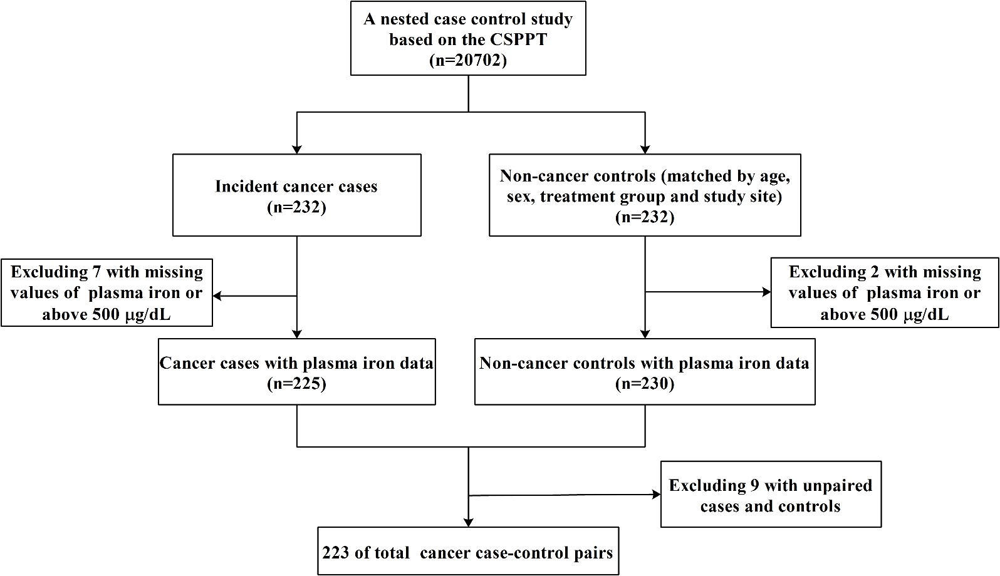 A nested case control study
based on the CSPPT
(n=20702)
Incident cancer cases
(n=232)
Non-cancer controls (matched by age,
sex, treatment group and study site)
(n=232)
Excluding 7 with missing
values of plasma iron or
above 500 μg/dL
Excluding 2 with missing
values of plasma iron or
above 500 μg/dL
Cancer cases with plasma iron data
(n=225)
Non-cancer controls with plasma iron data
(n=230)
Excluding 9 with unpaired
cases and controls
223 of total cancer case-control pairs